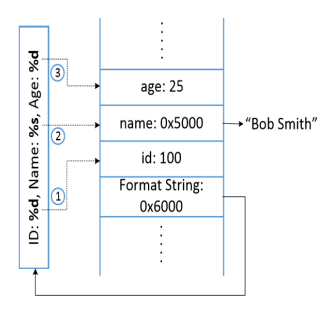 ID: %d, Name: %s, Age: %d
3
age: 25
2
name: 0x5000
"Bob Smith"
id: 100
1
Format String:
0x6000